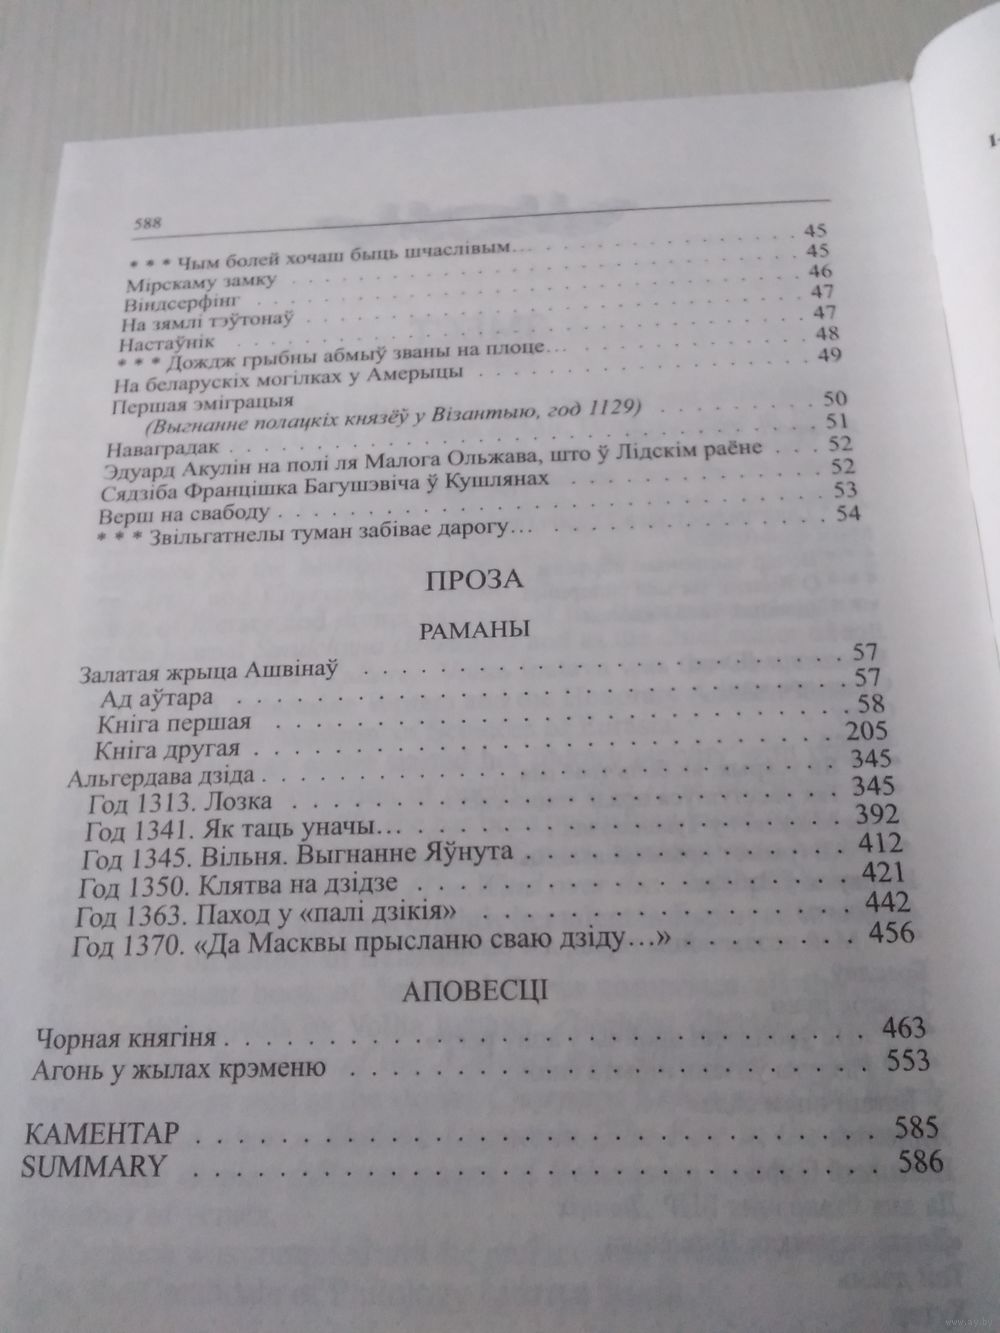 588
* * * Чым болей хочаш быць шчаслівым... 45
Мірскаму замку 45
Віндсерфінг 46
На зямлі тэўтонаў 47
Настаўнік 47
* * * Дождж грыбны абмыў званы на плоце... 48
На беларускіх могілках у Амерыцы 49
Першая эміграцыя
(Выгнанне полацкіх князёў у Візантыю, год 1129) 50
Наваградак 51
Эдуард Акулін на полі ля Малога Ольжава, што ў Лідскім раёне 52
Сядзіба Францішка Багушэвіча ў Кушлянах 52
Верш на свабоду 53
* * * Звільгатнелы туман забівае дарогу... 54
ПРОЗА
РАМАНЫ
Залатая жрыца Ашвінаў 57
Ад аўтара 57
Кніга першая 58
Кніга другая 205
Альгердава дзіда 345
Год 1313. Лозка 345
Год 1341. Як таць уначы... 392
Год 1345. Вільня. Выгнанне Яўнута 412
Год 1350. Клятва на дзідзе 421
Год 1363. Паход у «палі дзікія» 442
Год 1370. «Да Масквы прысланю сваю дзіду...» 456
АПОВЕСЦІ
Чорная княгіня 463
Агонь у жылах крэменю 553
КАМЕНТАР 585
SUMMARY 586
www.ay.by